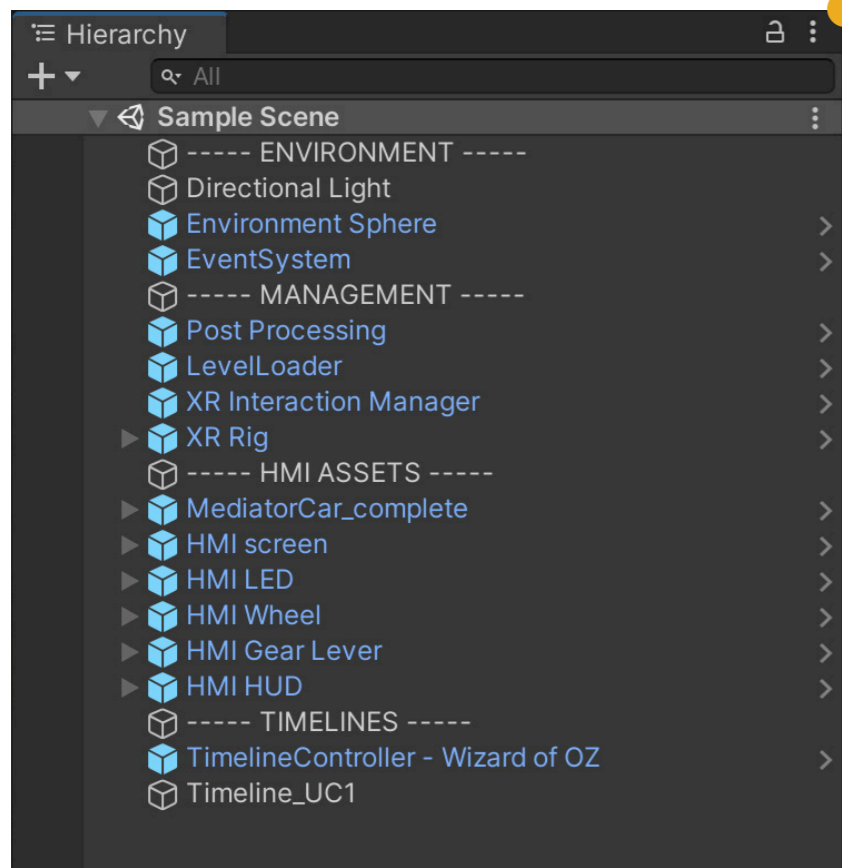 Hierarchy
All
Sample Scene
----- ENVIRONMENT -----
Directional Light
Environment Sphere
EventSystem
----- MANAGEMENT -----
Post Processing
LevelLoader
XR Interaction Manager
XR Rig
----- HMI ASSETS -----
MediatorCar_complete
HMI screen
HMI LED
HMI Wheel
HMI Gear Lever
HMI HUD
----- TIMELINES -----
TimelineController - Wizard of OZ
Timeline_UC1